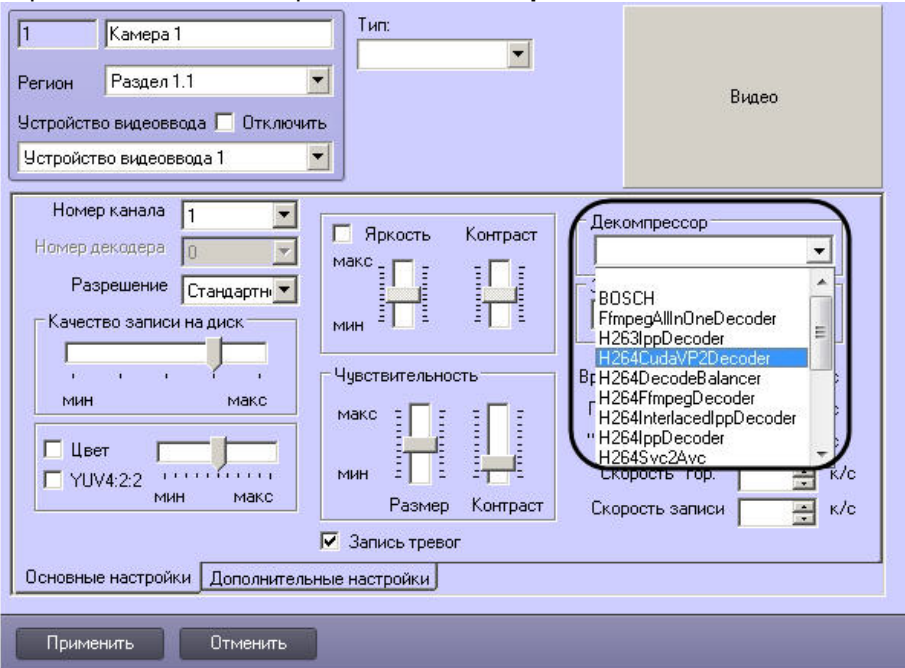 1
Камера 1
Тип:
Регион
Раздел 1.1
Устройство видеоввода
Отключить
Устройство видеоввода 1
Видео
Номер канала
1
Номер декодера
0
Разрешение
Стандартн
Качество записи на диск
мин
макс
Цвет
YUV4:2:2
мин
макс
Яркость
Контраст
макс
мин
Чувствительность
макс
мин
Размер
Контраст
Запись тревог
Декомпрессор
BOSCH
FfmpegAllInOneDecoder
H263IppDecoder
H264CudaVP2Decoder
H264DecodeBalancer
H264FfmpegDecoder
H264InterlacedIppDecoder
H264IppDecoder
H264Svc2Avc
к/с
Скорость записи
к/с
Основные настройки
Дополнительные настройки
Применить
Отменить